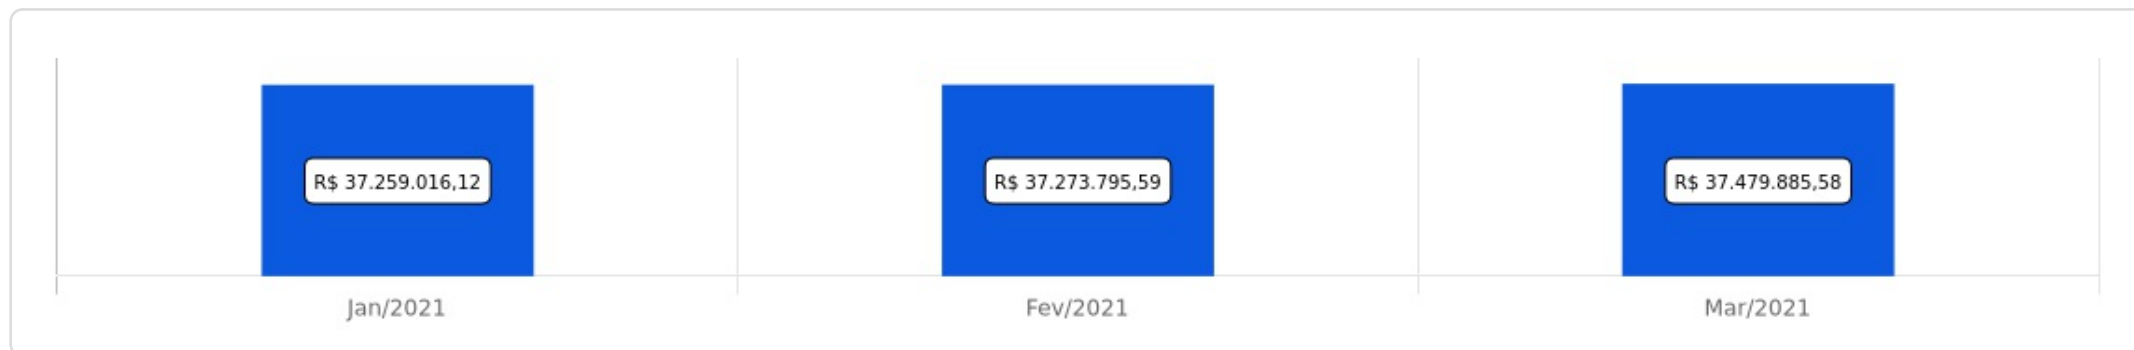 R$ 37.259.016,12
R$ 37.273.795,59
R$ 37.479.885,58
Jan/2021
Fev/2021
Mar/2021